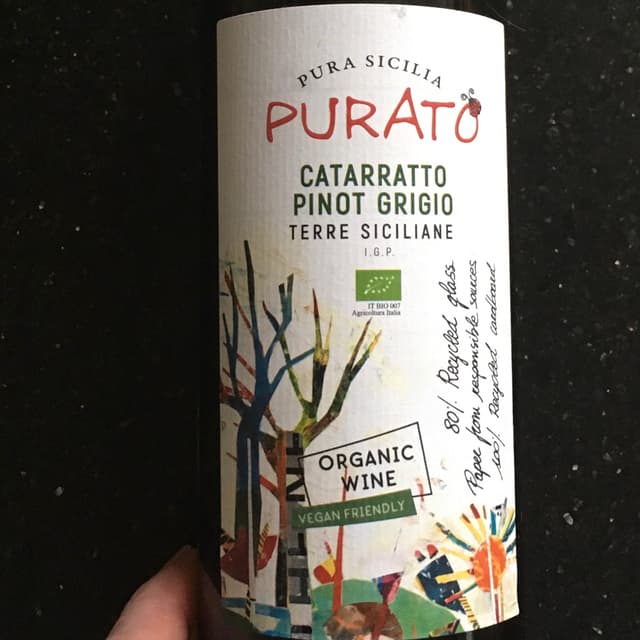 PURA SICILIA
PURATO
CATARRATTO
PINOT GRIGIO
TERRE SICILIANE
I.G.P.
IT BIO 007
Agricoltura Italia
80% Recycled glass
Paper from responsible sources
100% Recycled cardboard
ORGANIC
WINE
VEGAN FRIENDLY